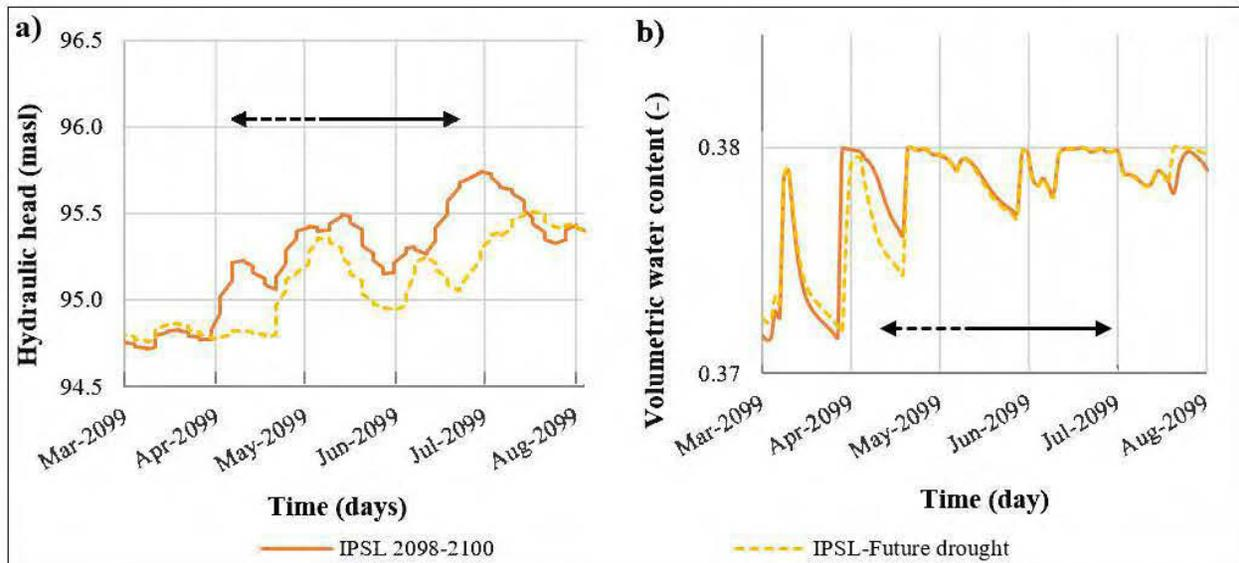 a)
96.5
96.0
95.5
95.0
94.5
Hydraulic head (masl)
Mar-2099
Apr-2099
May-2099
Jun-2099
Jul-2099
Aug-2099
Time (days)
b)
0.38
0.37
Volumetric water content (-)
Mar-2099
Apr-2099
May-2099
Jun-2099
Jul-2099
Aug-2099
Time (day)
IPSL 2098-2100
IPSL-Future drought